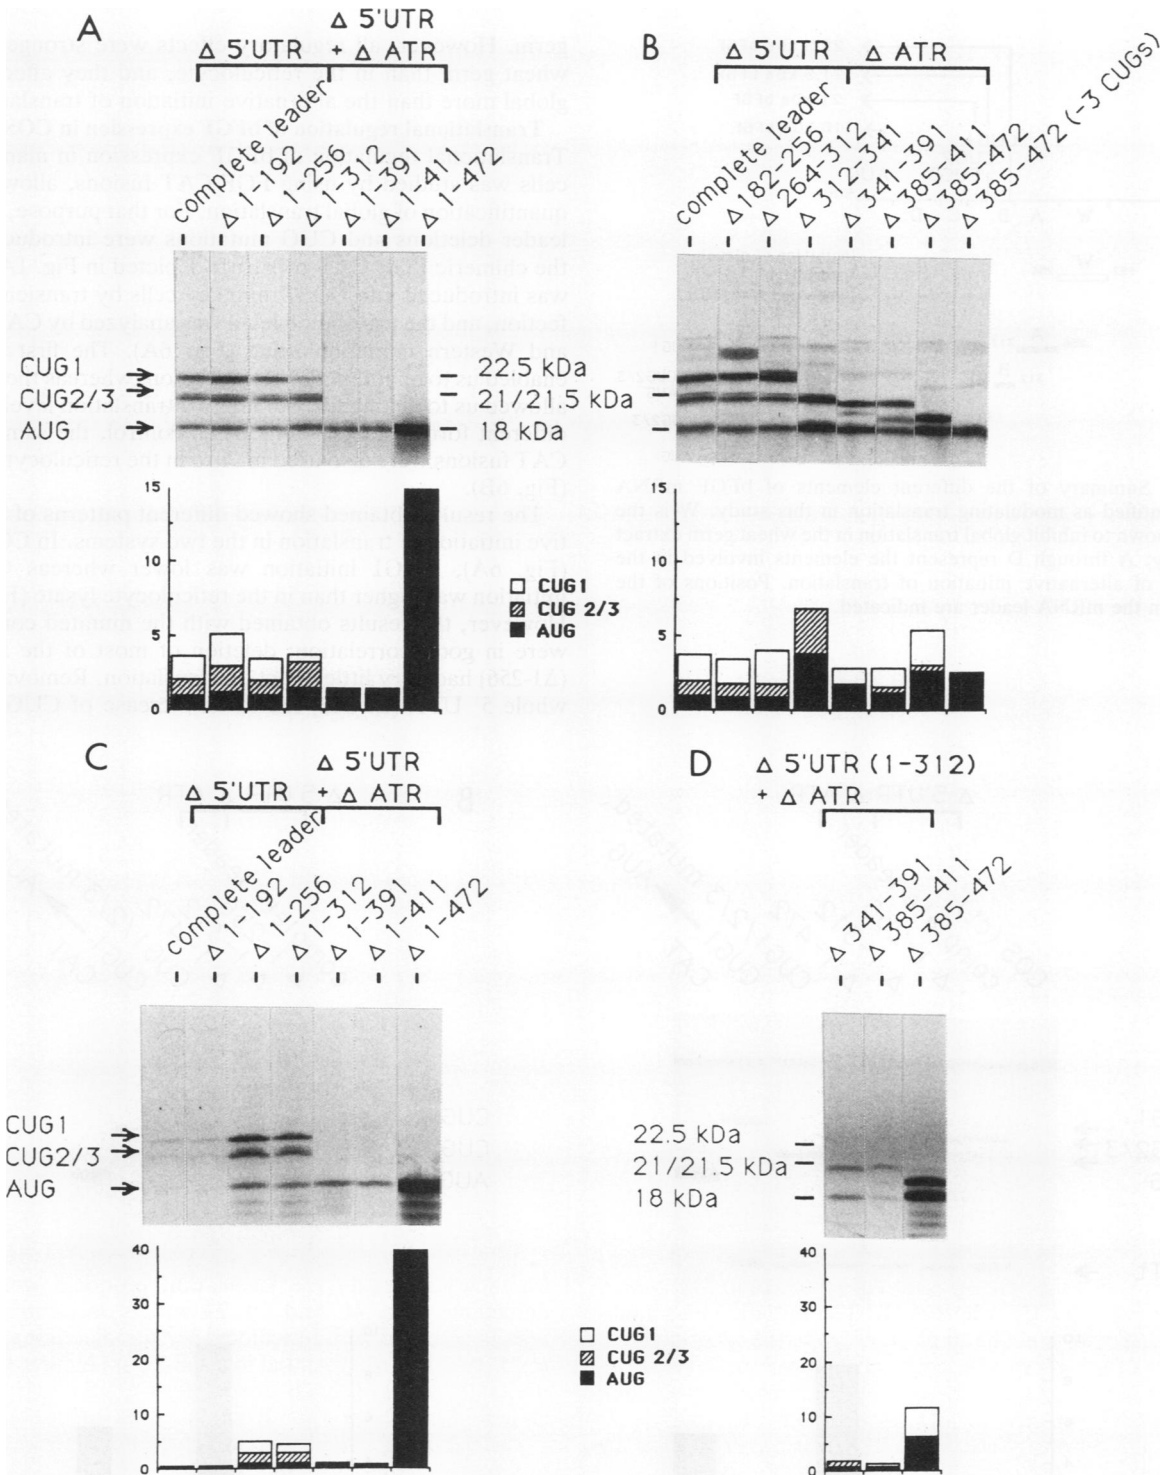 A
Δ 5'UTR
Δ 5'UTR
+ Δ ATR
complete leader
Δ 1-192
Δ 1-256
Δ 1-312
Δ 1-391
Δ 1-411
Δ 1-472
CUG1
CUG2/3
AUG
22.5 kDa
21/21.5 kDa
18 kDa
15
10
5
0
CUG1
CUG 2/3
AUG
B
Δ 5'UTR
Δ ATR
complete leader
Δ 182-256
Δ 264-312
Δ 312-341
Δ 341-391
Δ 385-411
Δ 385-472
Δ 385-472 (-3 CUGs)
15
10
5
0
C
Δ 5'UTR
Δ 5'UTR
+ Δ ATR
complete leader
Δ 1-192
Δ 1-256
Δ 1-312
Δ 1-391
Δ 1-411
Δ 1-472
CUG1
CUG2/3
AUG
40
30
20
10
0
CUG1
CUG 2/3
AUG
D
Δ 5'UTR (1-312)
+ Δ ATR
Δ 341-391
Δ 385-411
Δ 385-472
22.5 kDa
21/21.5 kDa
18 kDa
40
30
20
10
0